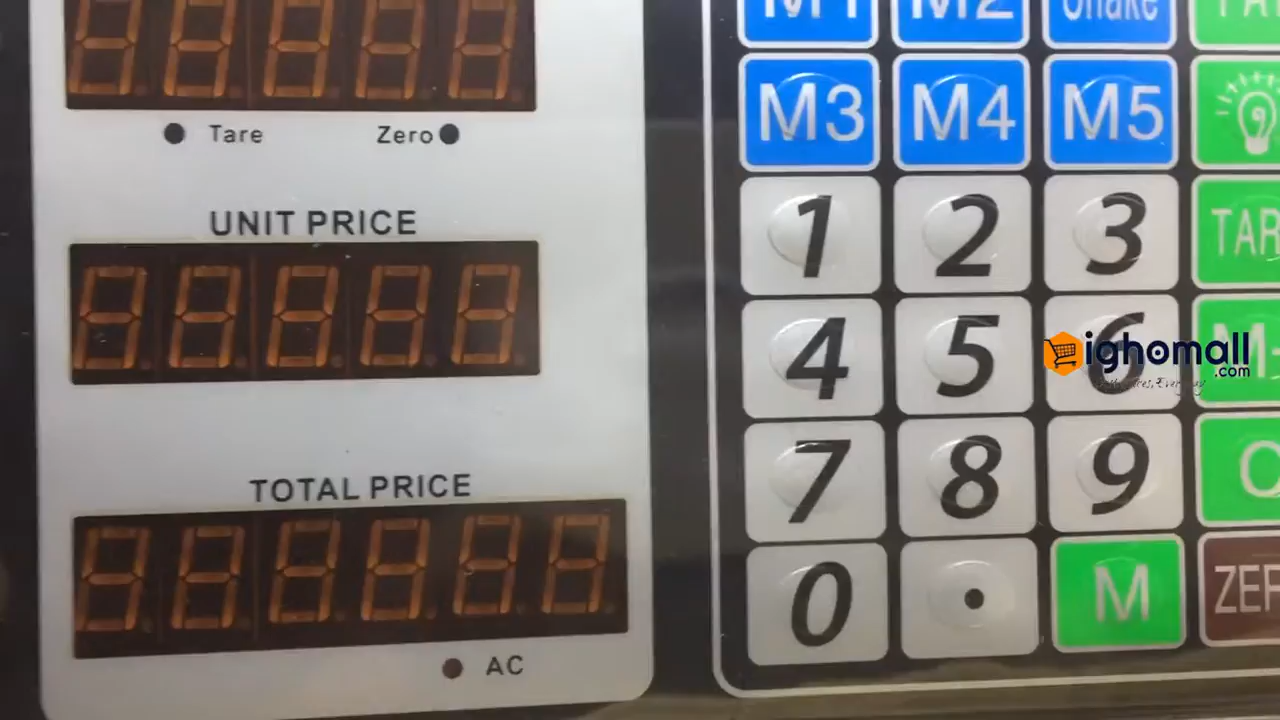 M1 M2 Shake
Tare Zero
M3 M4 M5
UNIT PRICE
1 2 3
4 5 6
ighomall
.com
TOTAL PRICE
7 8 9
0 . M
AC